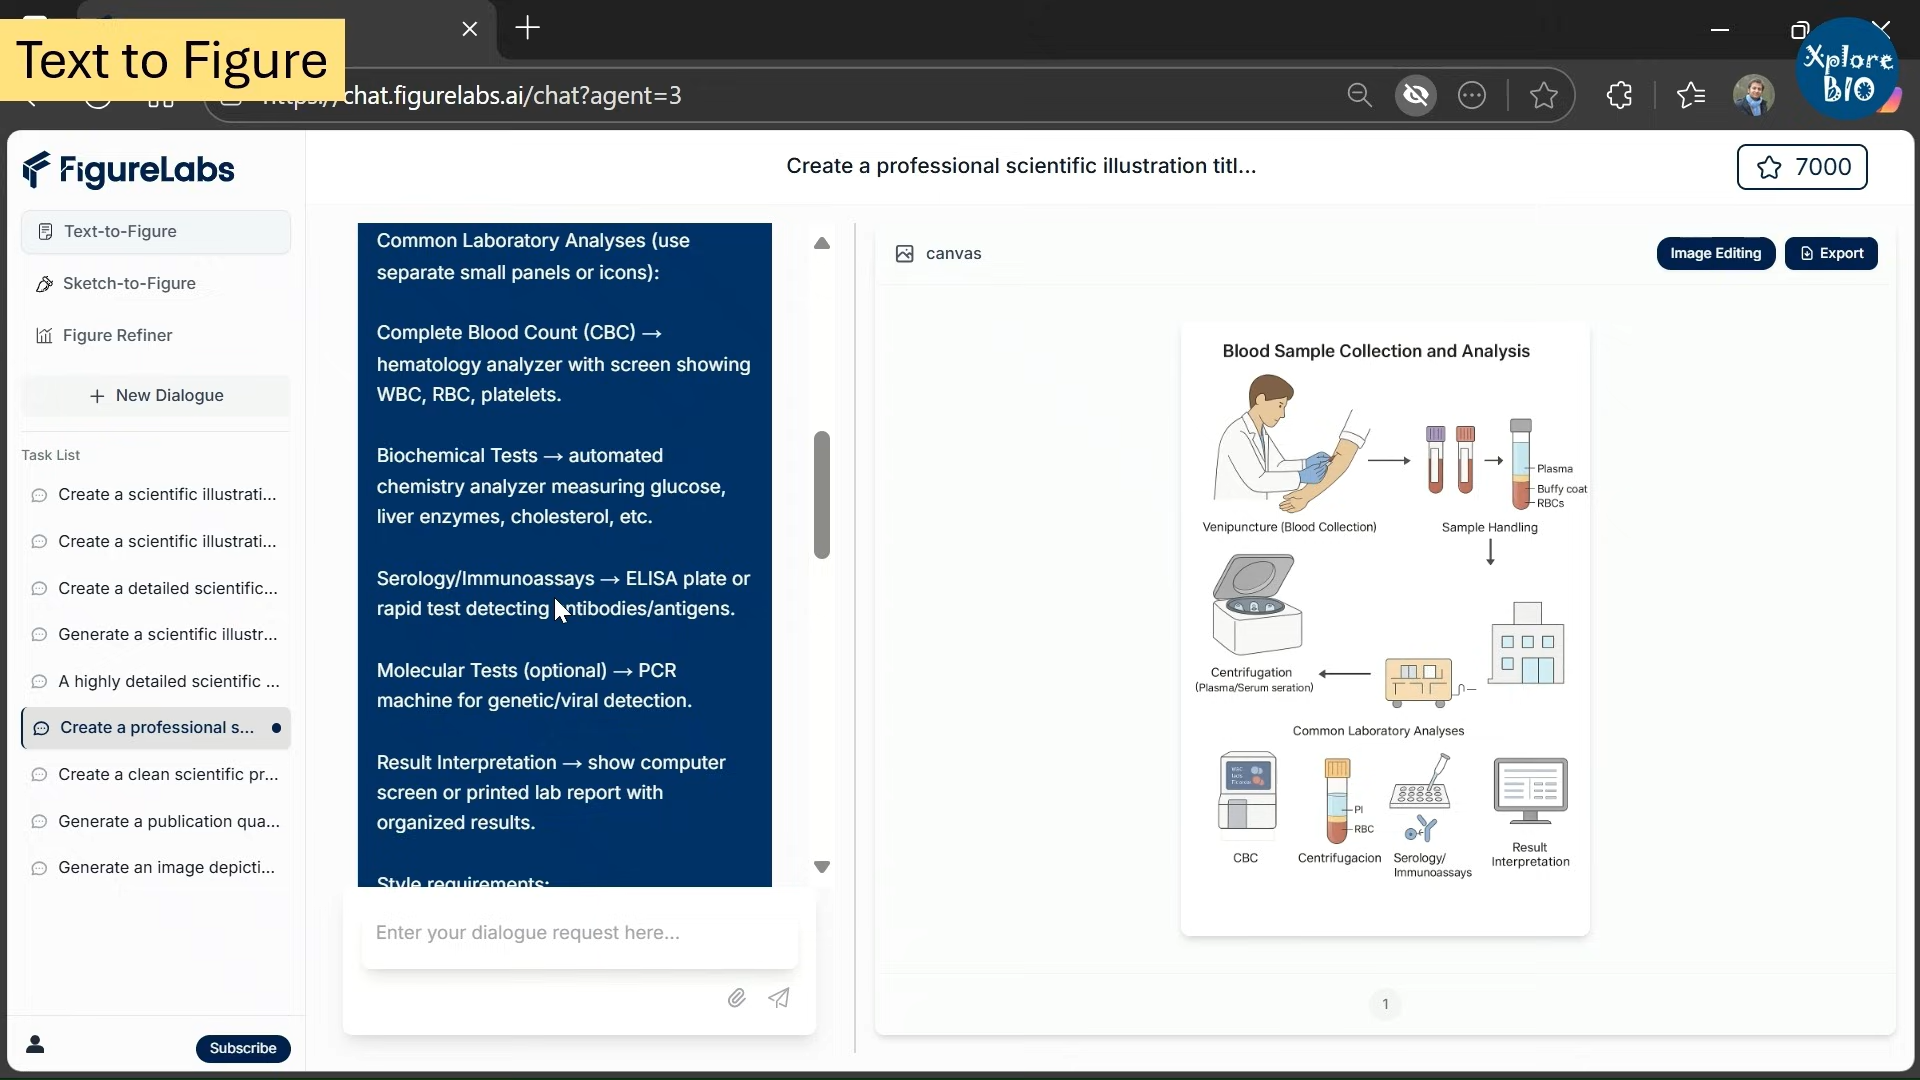 Text to Figure
Xplore
BIO
https://chat.figurelabs.ai/chat?agent=3
FigureLabs
Create a professional scientific illustration titl...
7000
Text-to-Figure
Sketch-to-Figure
Figure Refiner
+ New Dialogue
Task List
Create a scientific illustrati...
Create a scientific illustrati...
Create a detailed scientific...
Generate a scientific illustr...
A highly detailed scientific ...
Create a professional s...
Create a clean scientific pr...
Generate a publication qua...
Generate an image depicti...
Subscribe
Common Laboratory Analyses (use
separate small panels or icons):
Complete Blood Count (CBC) →
hematology analyzer with screen showing
WBC, RBC, platelets.
Biochemical Tests → automated
chemistry analyzer measuring glucose,
liver enzymes, cholesterol, etc.
Serology/Immunoassays → ELISA plate or
rapid test detecting antibodies/antigens.
Molecular Tests (optional) → PCR
machine for genetic/viral detection.
Result Interpretation → show computer
screen or printed lab report with
organized results.
Style requirements:
Enter your dialogue request here...
canvas
Image Editing
Export
Blood Sample Collection and Analysis
Plasma
Buffy coat
RBCs
Venipuncture (Blood Collection)
Sample Handling
Centrifugation
(Plasma/Serum seration)
Common Laboratory Analyses
PI
RBC
CBC
Centrifugacion
Serology/
Immunoassays
Result
Interpretation
1